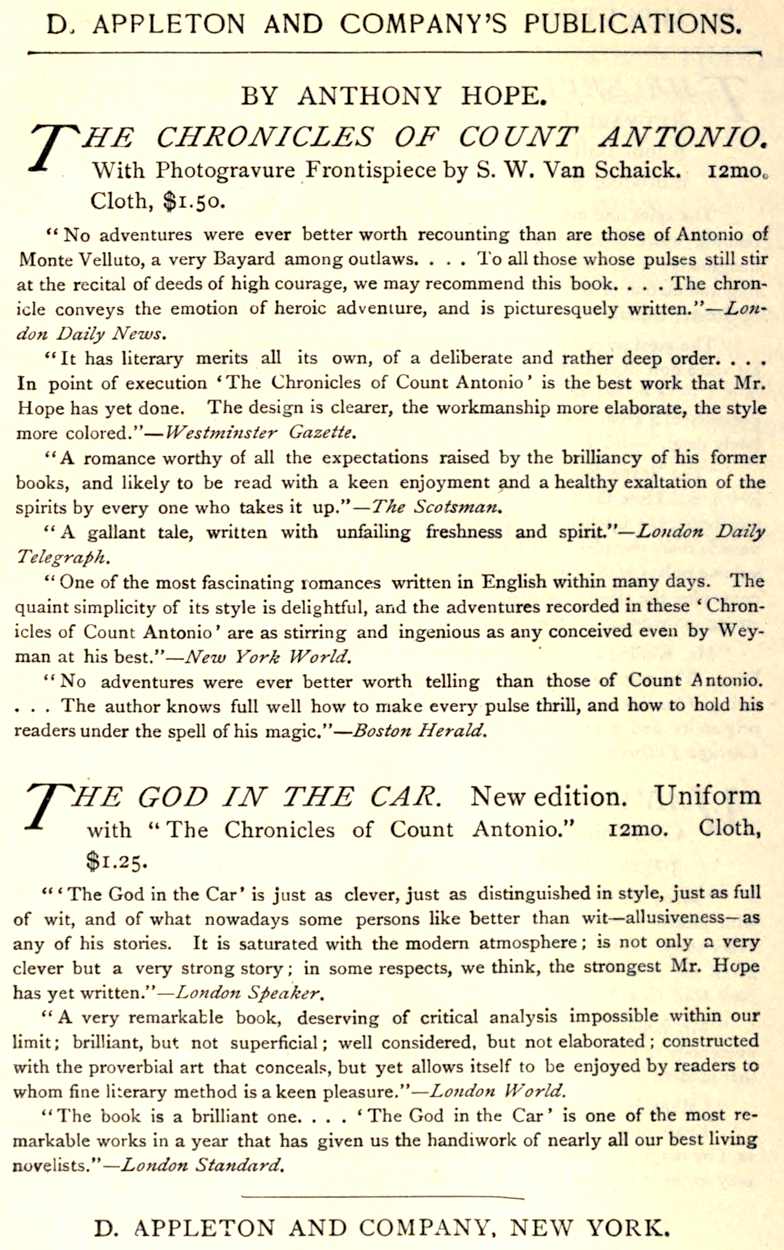 D. APPLETON AND COMPANY'S PUBLICATIONS.
BY ANTHONY HOPE.
THE CHRONICLES OF COUNT ANTONIO.
With Photogravure Frontispiece by S. W. Van Schaick. 12mo.
Cloth, $1.50.
"No adventures were ever better worth recounting than are those of Antonio of
Monte Velluto, a very Bayard among outlaws. . . . To all those whose pulses still stir
at the recital of deeds of high courage, we may recommend this book. . . . The chron-
icle conveys the emotion of heroic adventure, and is picturesquely written."—Lon-
don Daily News.
"It has literary merits all its own, of a deliberate and rather deep order. . . .
In point of execution 'The Chronicles of Count Antonio' is the best work that Mr.
Hope has yet done. The design is clearer, the workmanship more elaborate, the style
more colored."—Westminster Gazette.
"A romance worthy of all the expectations raised by the brilliancy of his former
books, and likely to be read with a keen enjoyment and a healthy exaltation of the
spirits by every one who takes it up."—The Scotsman.
"A gallant tale, written with unfailing freshness and spirit."—London Daily
Telegraph.
"One of the most fascinating romances written in English within many days. The
quaint simplicity of its style is delightful, and the adventures recorded in these 'Chron-
icles of Count Antonio' are as stirring and ingenious as any conceived even by Wey-
man at his best."—New York World.
"No adventures were ever better worth telling than those of Count Antonio.
. . . The author knows full well how to make every pulse thrill, and how to hold his
readers under the spell of his magic."—Boston Herald.
THE GOD IN THE CAR. New edition. Uniform
with "The Chronicles of Count Antonio." 12mo. Cloth,
$1.25.
"'The God in the Car' is just as clever, just as distinguished in style, just as full
of wit, and of what nowadays some persons like better than wit—allusiveness—as
any of his stories. It is saturated with the modern atmosphere; is not only a very
clever but a very strong story; in some respects, we think, the strongest Mr. Hope
has yet written."—London Speaker.
"A very remarkable book, deserving of critical analysis impossible within our
limit; brilliant, but not superficial; well considered, but not elaborated; constructed
with the proverbial art that conceals, but yet allows itself to be enjoyed by readers to
whom fine literary method is a keen pleasure."—London World.
"The book is a brilliant one. . . . 'The God in the Car' is one of the most re-
markable works in a year that has given us the handiwork of nearly all our best living
novelists."—London Standard.
D. APPLETON AND COMPANY, NEW YORK.